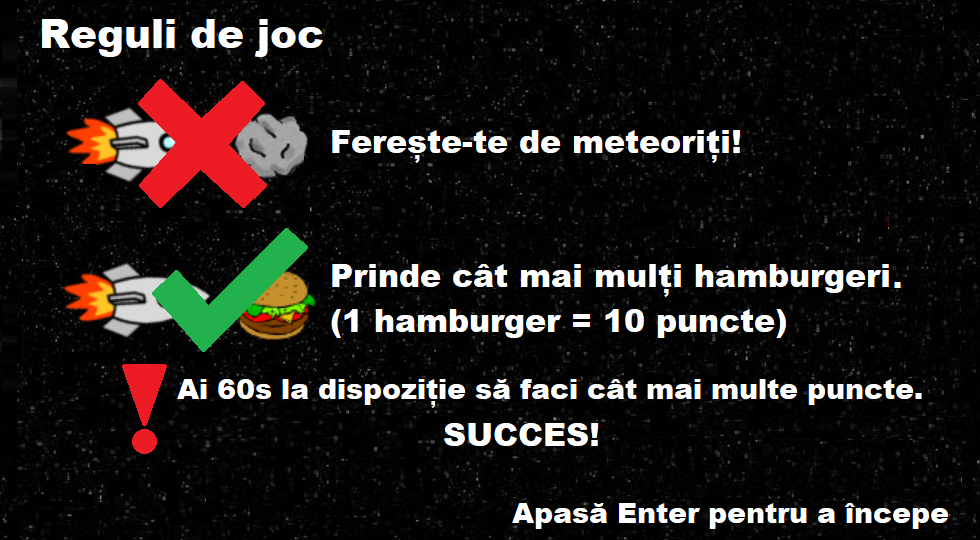 Reguli de joc
Ferește-te de meteoriți!
Prinde cât mai mulți hamburgeri.
(1 hamburger = 10 puncte)
Ai 60s la dispoziție să faci cât mai multe puncte.
SUCCES!
Apasă Enter pentru a începe